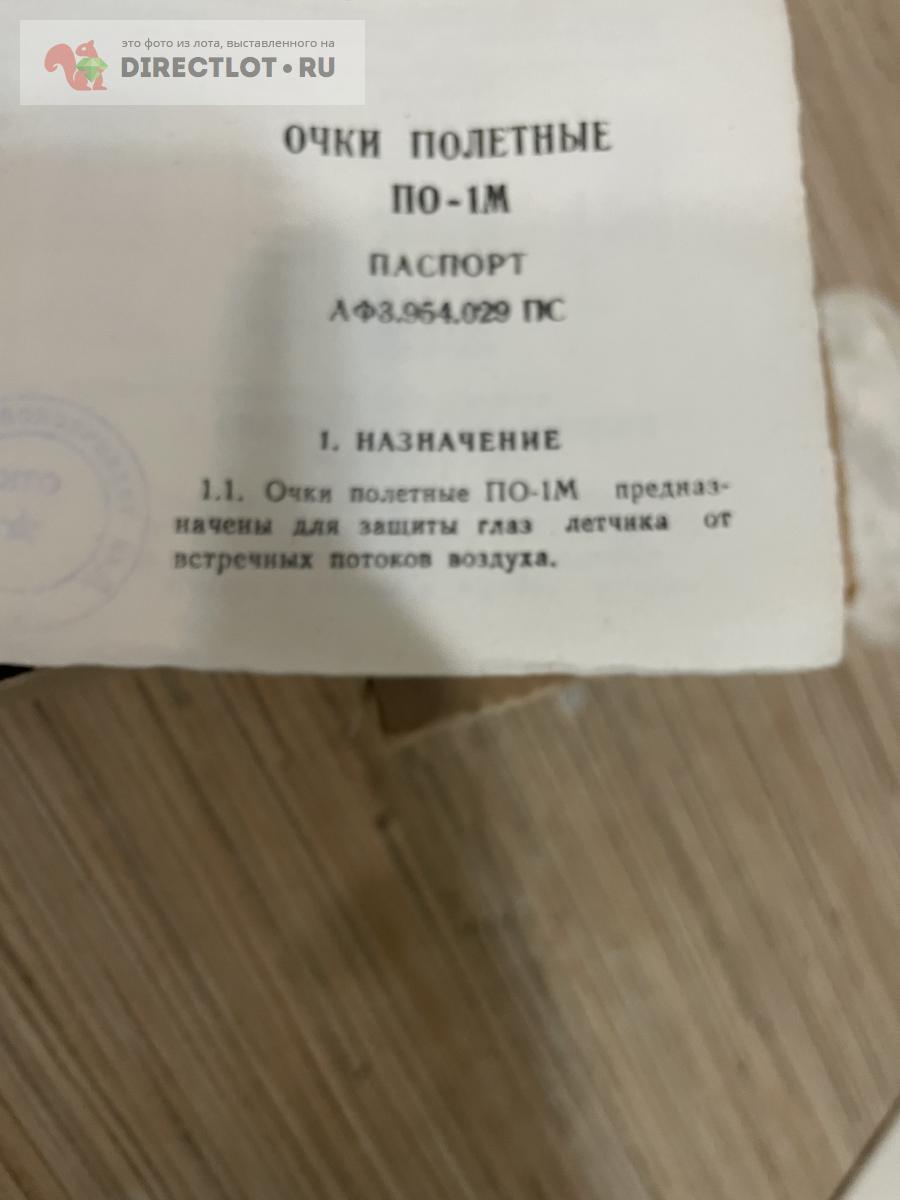 это фото из лота, выставленного на
DIRECTLOT•RU
ОЧКИ ПОЛЕТНЫЕ
ПО-1М
ПАСПОРТ
АФ3.954.029 ПС
1. НАЗНАЧЕНИЕ
1.1. Очки полетные ПО-1М предназ-
начены для защиты глаз летчика от
встречных потоков воздуха.